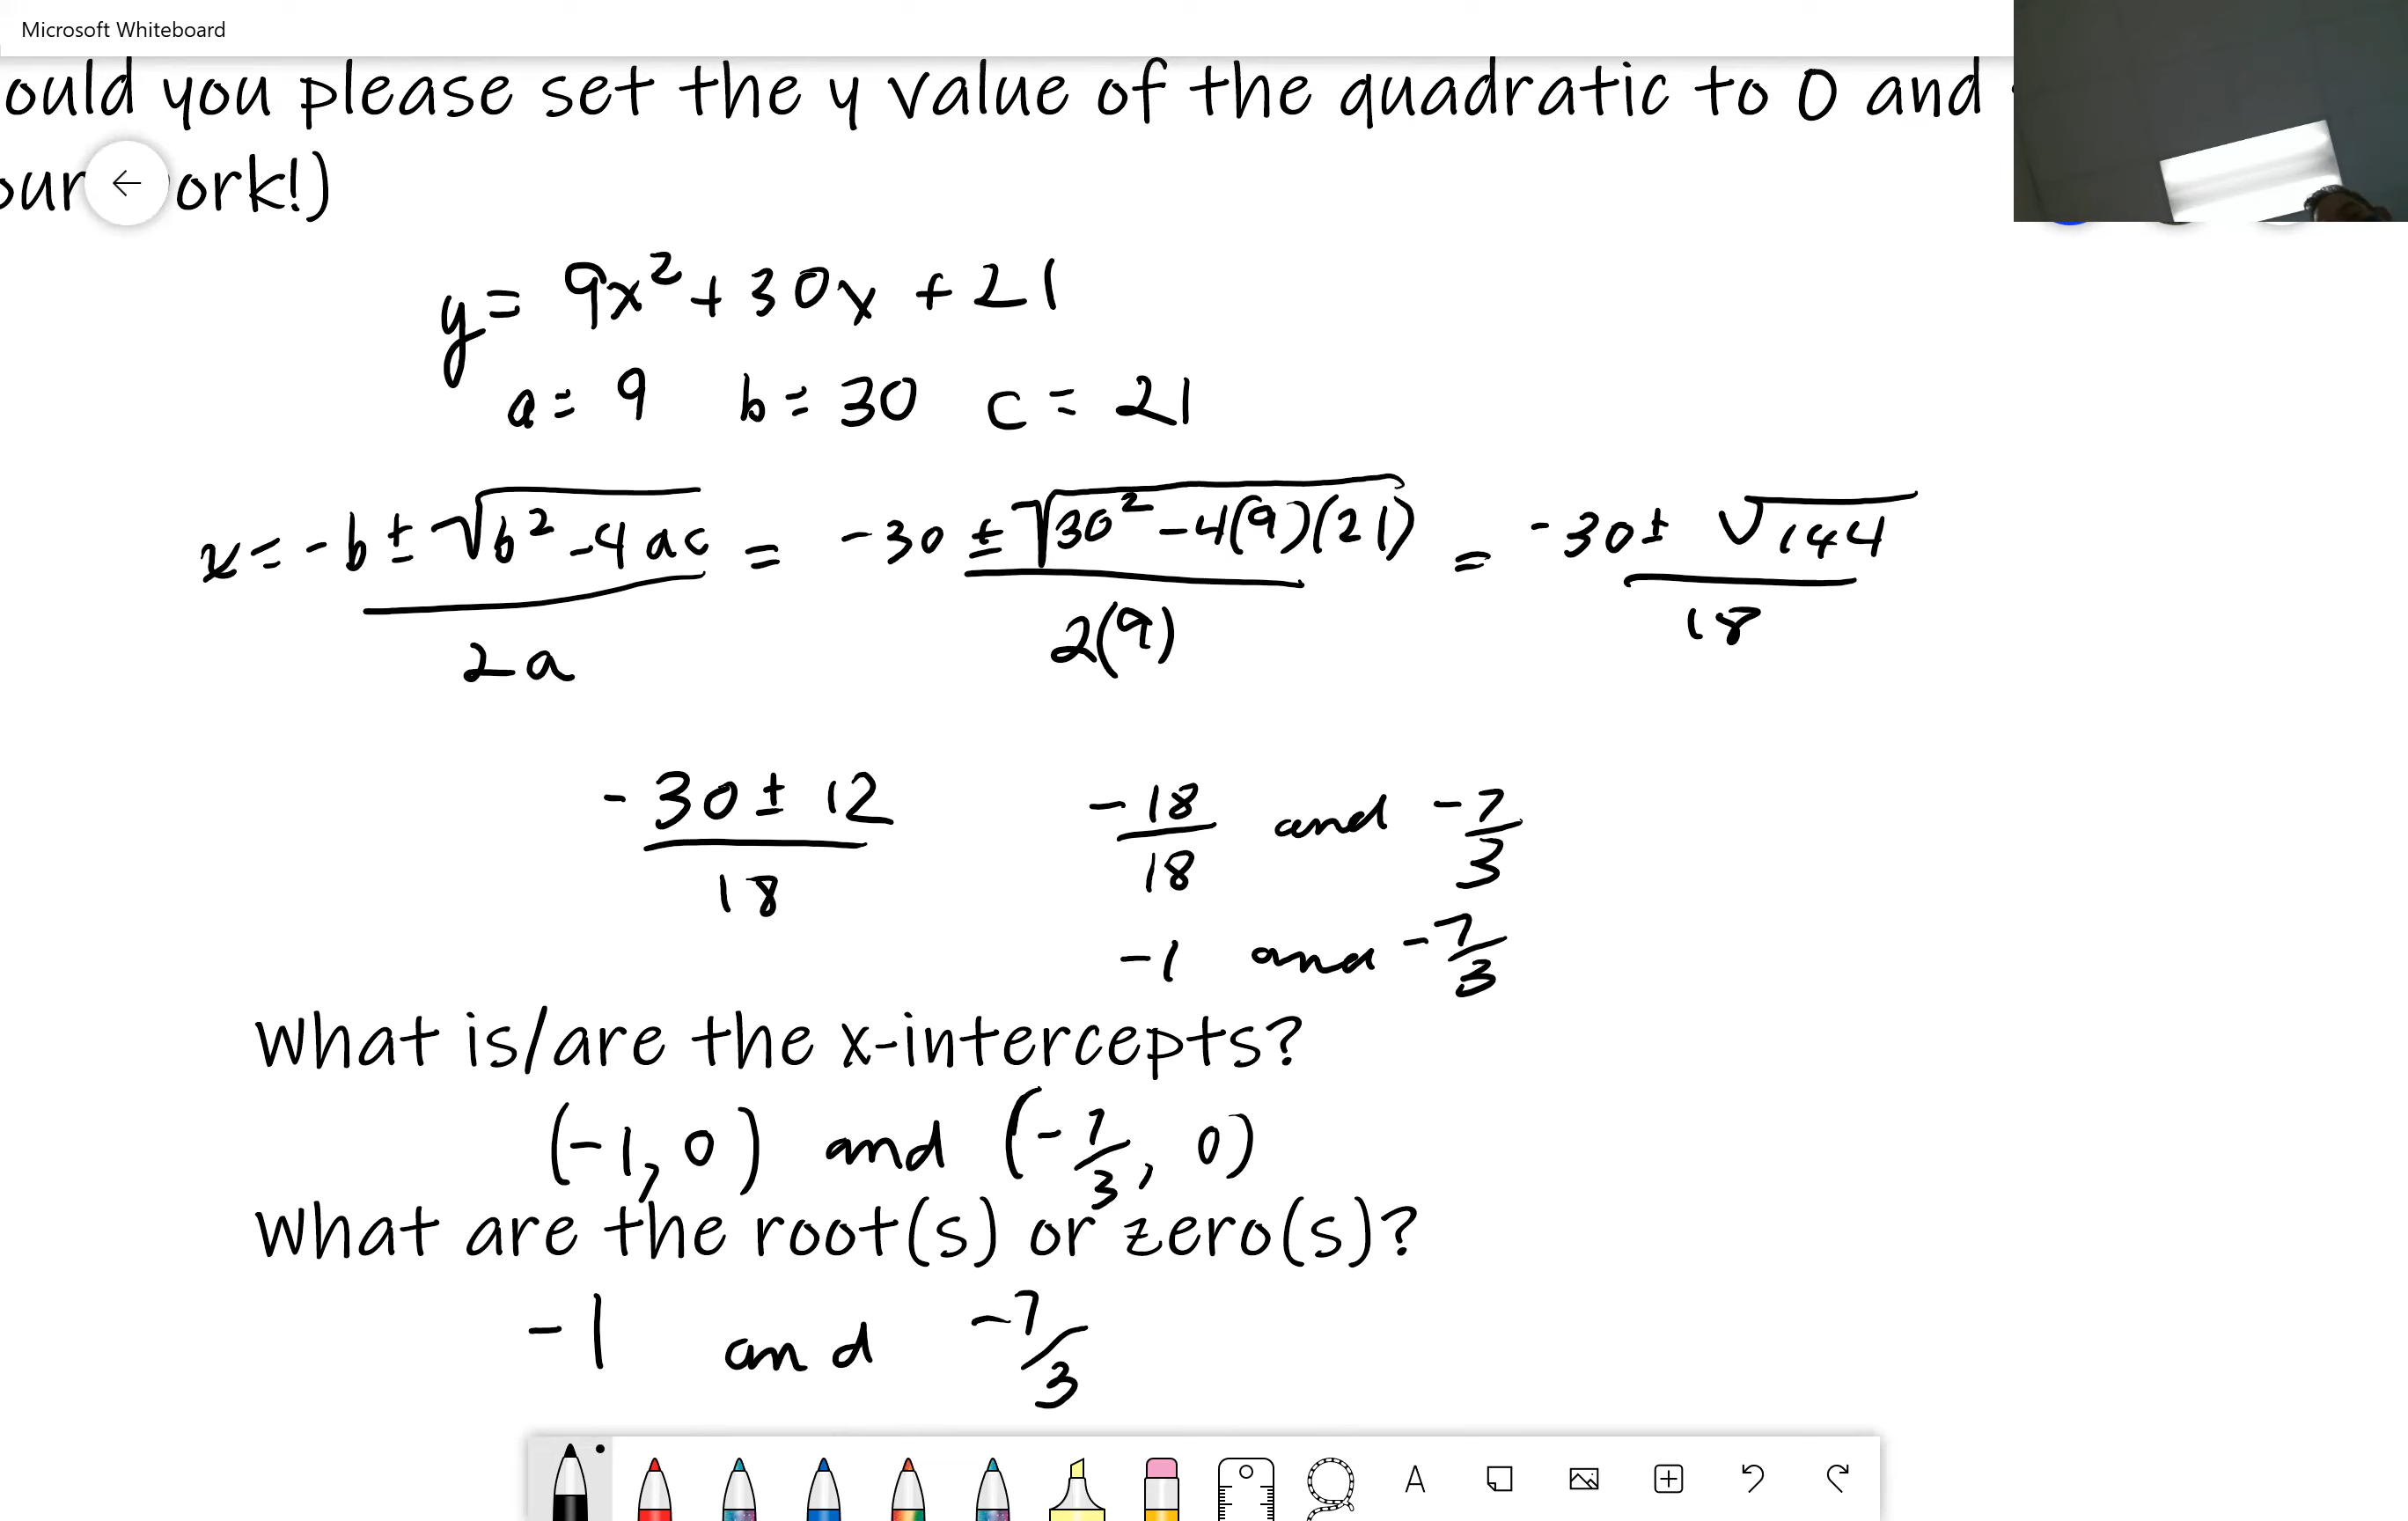 Microsoft Whiteboard
ould you please set the y value of the quadratic to 0 and
our ork!)
y = 9x² + 30x + 21
a = 9 b = 30 c = 21
x = -b ± √b² - 4ac / 2a = -30 ± √30² - 4(9)(21) / 2(9) = -30 ± √144 / 18
-30 ± 12 / 18 -18/18 and -7/3
-1 and -7/3
What is/are the x-intercepts?
(-1, 0) and (-7/3, 0)
What are the root(s) or zero(s)?
-1 and -7/3
A